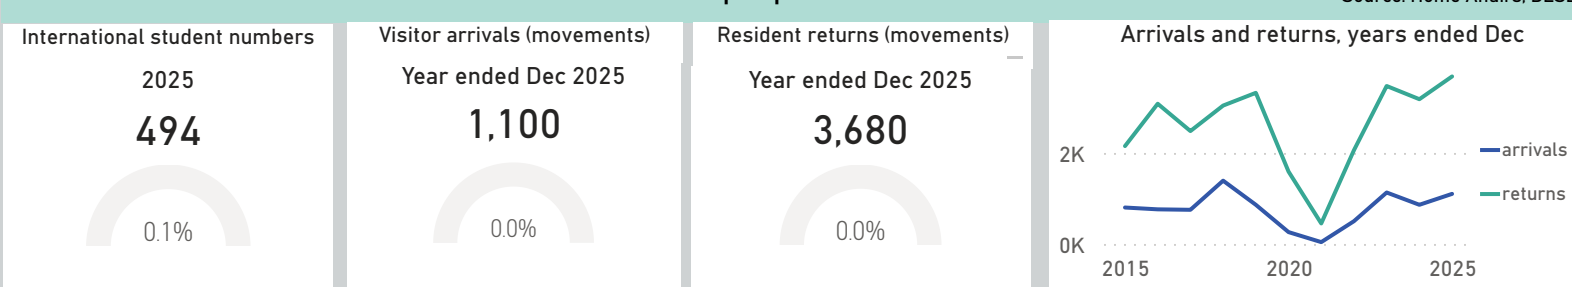 International student numbers
2025
494
0.1%
Visitor arrivals (movements)
Year ended Dec 2025
1,100
0.0%
Resident returns (movements)
Year ended Dec 2025
3,680
0.0%
Arrivals and returns, years ended Dec
2K
0K
2015
2020
2025
arrivals
returns